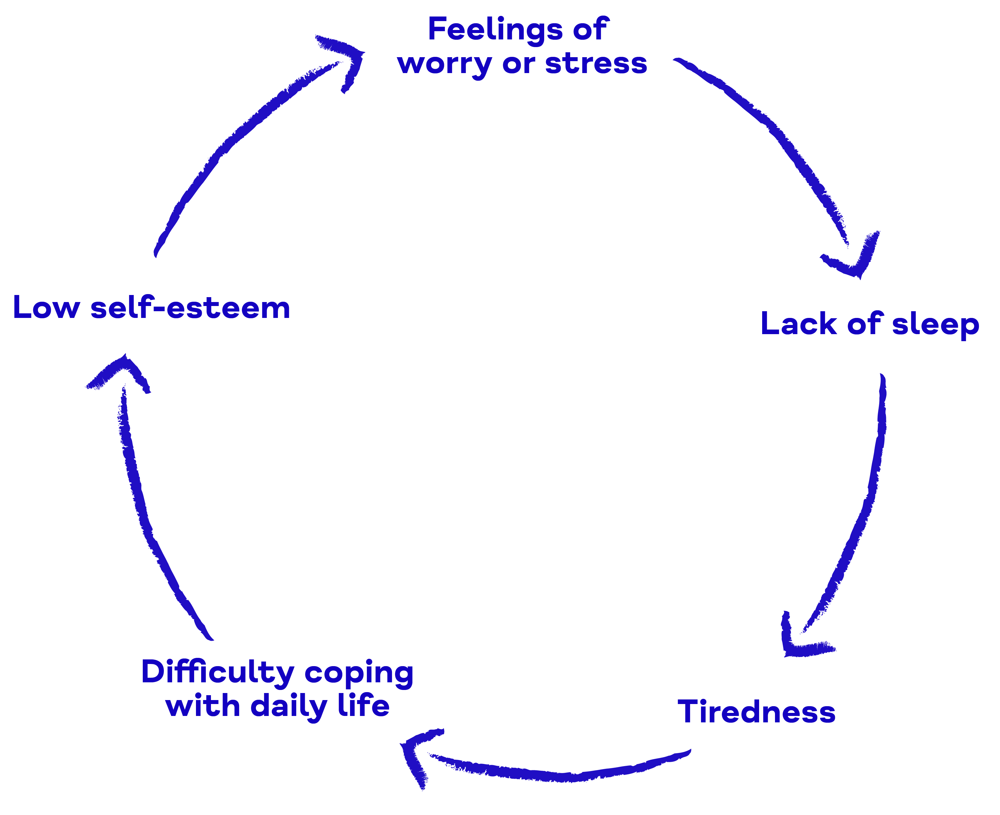 Feelings of
worry or stress
Low self-esteem
Lack of sleep
Difficulty coping
with daily life
Tiredness